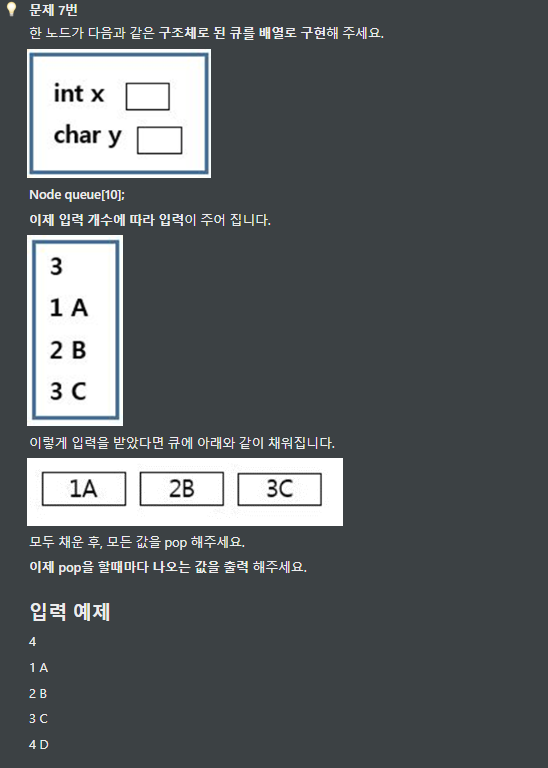 문제 7번
한 노드가 다음과 같은 구조체로 된 큐를 배열로 구현해 주세요.
int x
char y
Node queue[10];
이제 입력 개수에 따라 입력이 주어 집니다.
3
1 A
2 B
3 C
이렇게 입력을 받았다면 큐에 아래와 같이 채워집니다.
1A 2B 3C
모두 채운 후, 모든 값을 pop 해주세요.
이제 pop을 할때마다 나오는 값을 출력 해주세요.
입력 예제
4
1 A
2 B
3 C
4 D